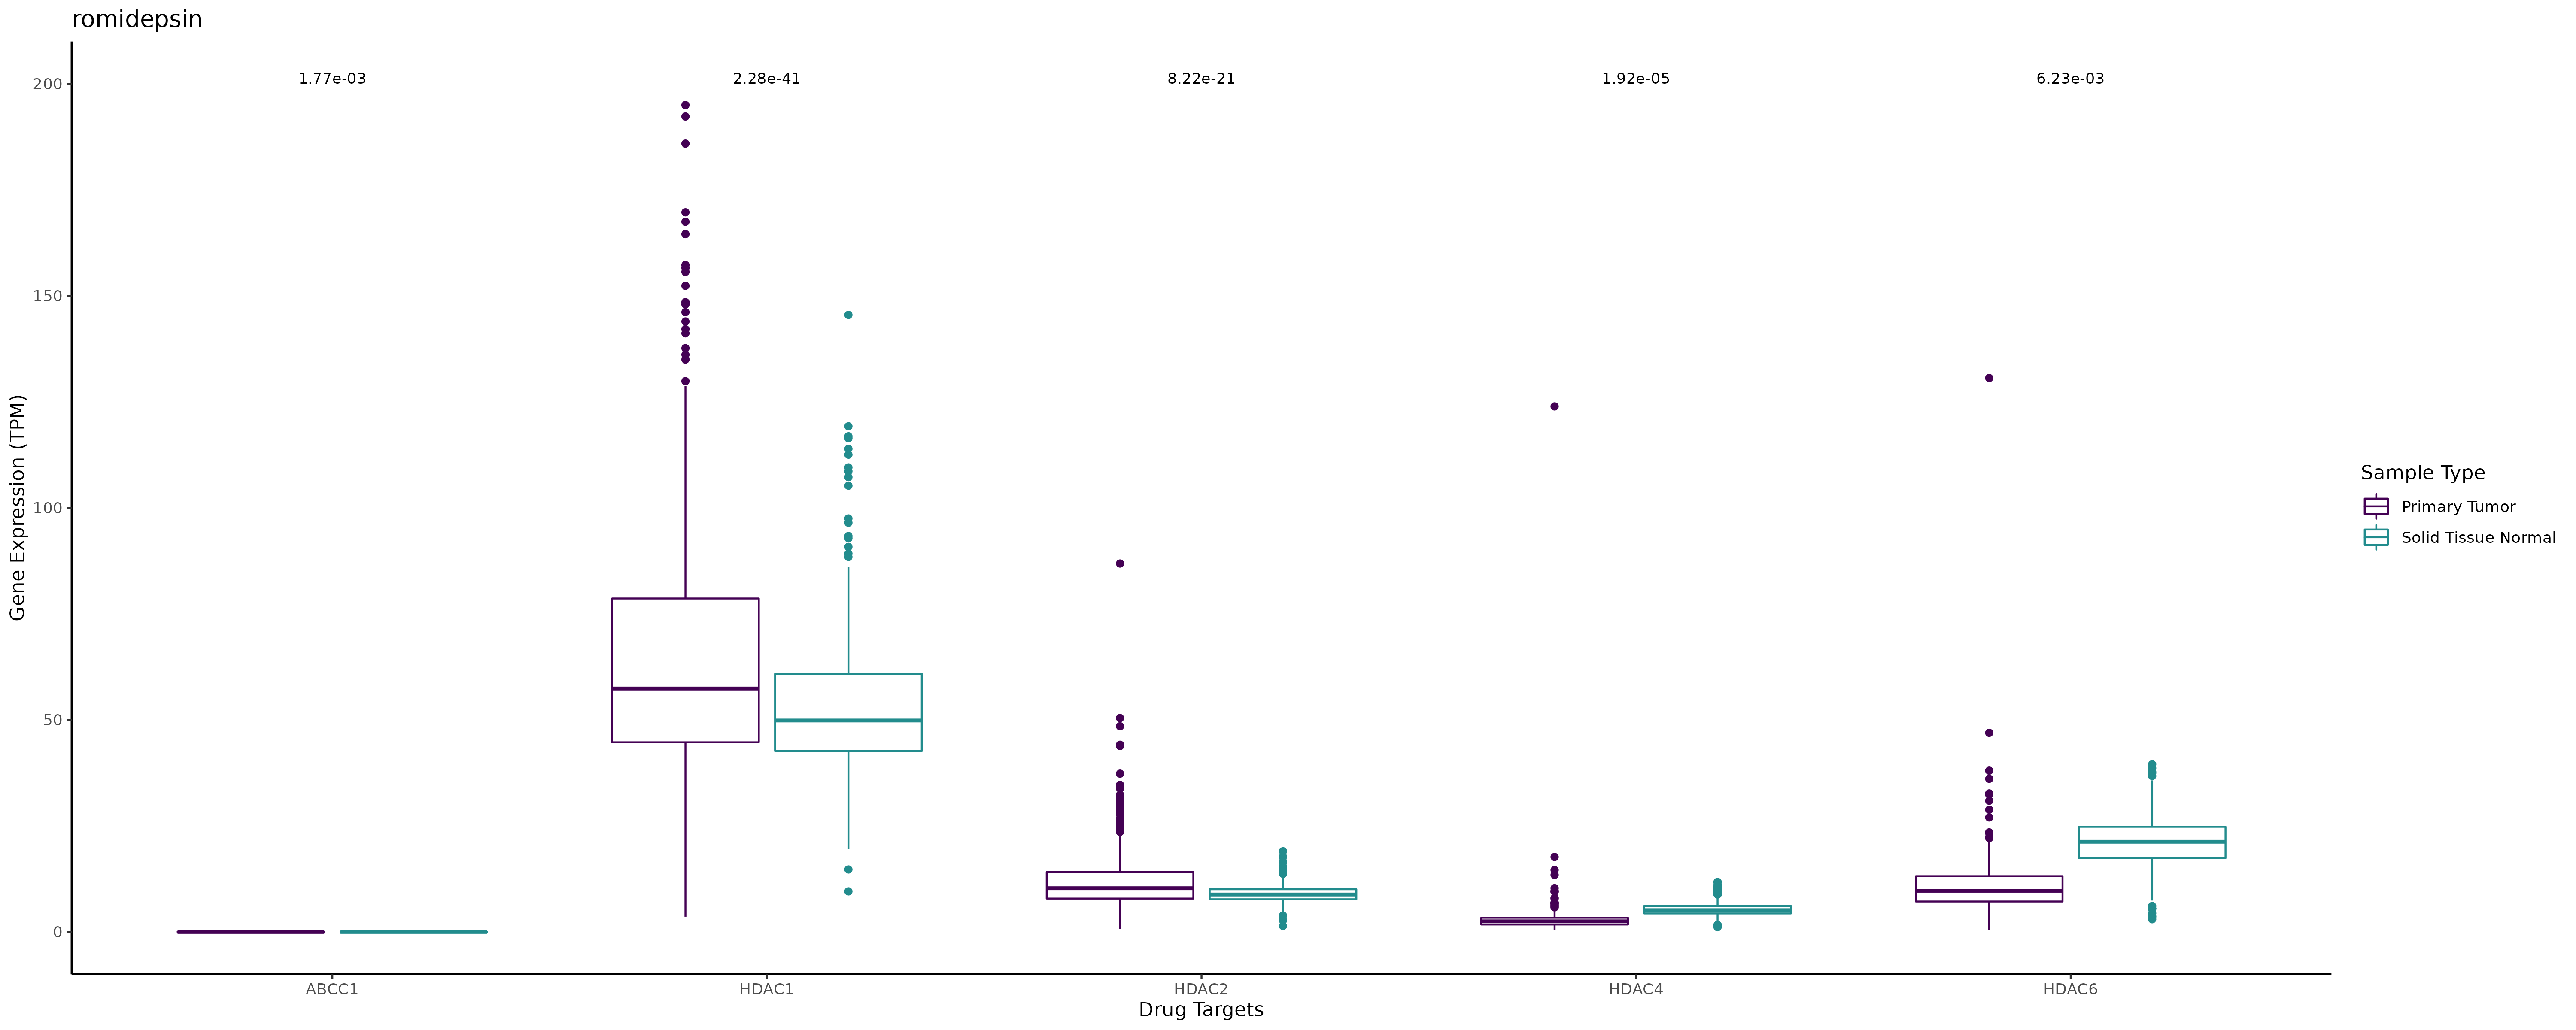 romidepsin
1.77e-03
2.28e-41
8.22e-21
1.92e-05
6.23e-03
200
150
100
50
0
Gene Expression (TPM)
Sample Type
Primary Tumor
Solid Tissue Normal
ABCC1
HDAC1
HDAC2
HDAC4
HDAC6
Drug Targets